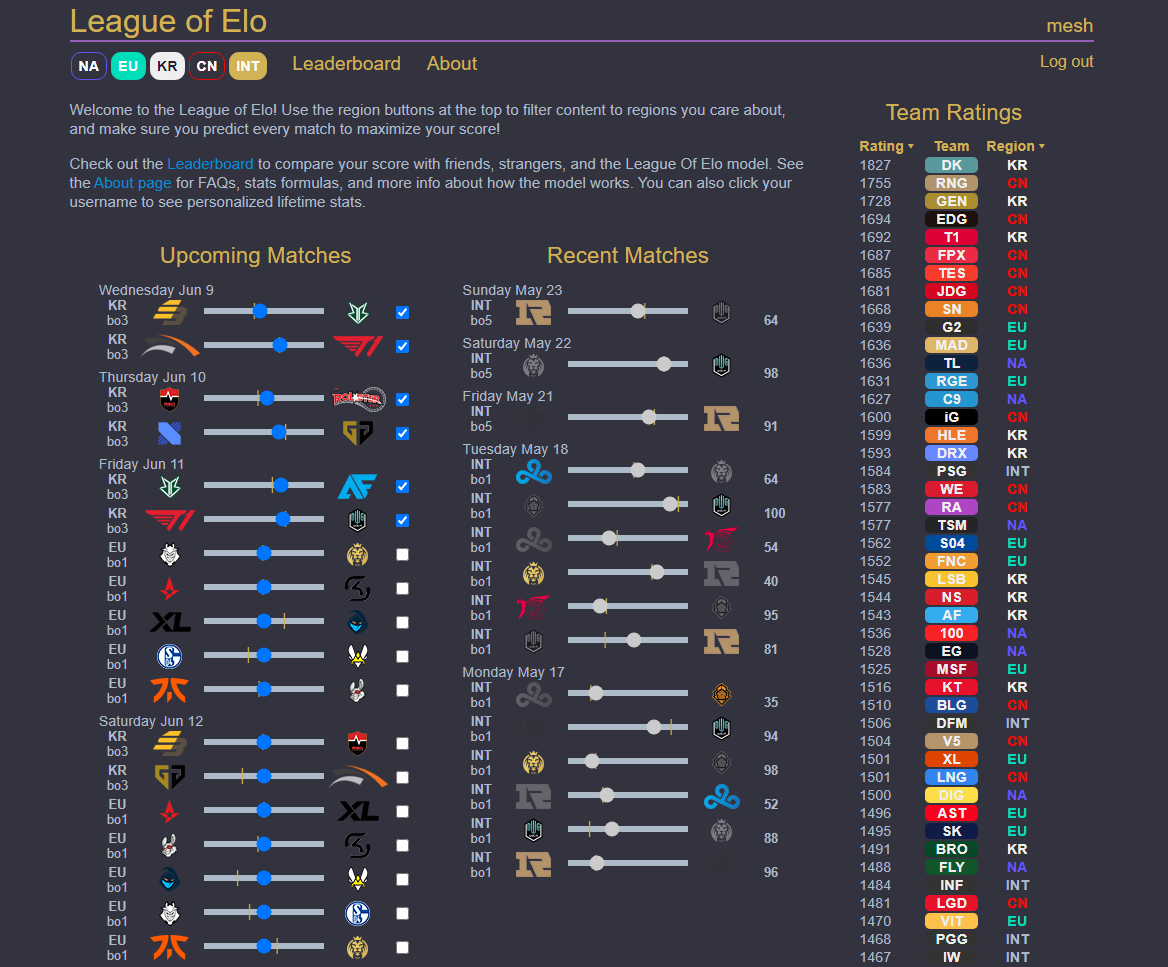 League of Elo
mesh
NA EU KR CN INT Leaderboard About
Log out
Welcome to the League of Elo! Use the region buttons at the top to filter content to regions you care about,
and make sure you predict every match to maximize your score!
Check out the Leaderboard to compare your score with friends, strangers, and the League Of Elo model. See
the About page for FAQs, stats formulas, and more info about how the model works. You can also click your
username to see personalized lifetime stats.
Upcoming Matches
Wednesday Jun 9
KR
bo3
KR
bo3
Thursday Jun 10
KR
bo3
ROLSTER
KR
bo3
Friday Jun 11
KR
bo3
KR
bo3
EU
bo1
EU
bo1
EU
bo1
XL
EU
bo1
EU
bo1
Saturday Jun 12
KR
bo3
KR
bo3
EU
bo1
XL
EU
bo1
EU
bo1
EU
bo1
EU
bo1
Recent Matches
Sunday May 23
INT
bo5
64
Saturday May 22
INT
bo5
98
Friday May 21
INT
bo5
91
Tuesday May 18
INT
bo1
64
INT
bo1
100
INT
bo1
54
INT
bo1
40
INT
bo1
95
INT
bo1
81
Monday May 17
INT
bo1
35
INT
bo1
94
INT
bo1
98
INT
bo1
52
INT
bo1
88
INT
bo1
96
Team Ratings
Rating Team Region
1827 DK KR
1755 RNG CN
1728 GEN KR
1694 EDG CN
1692 T1 KR
1687 FPX CN
1685 TES CN
1681 JDG CN
1668 SN CN
1639 G2 EU
1636 MAD EU
1636 TL NA
1631 RGE EU
1627 C9 NA
1600 iG CN
1599 HLE KR
1593 DRX KR
1584 PSG INT
1583 WE CN
1577 RA CN
1577 TSM NA
1562 S04 EU
1552 FNC EU
1545 LSB KR
1544 NS KR
1543 AF KR
1536 100 NA
1528 EG NA
1525 MSF EU
1516 KT KR
1510 BLG CN
1506 DFM INT
1504 V5 CN
1501 XL EU
1501 LNG CN
1500 DIG NA
1496 AST EU
1495 SK EU
1491 BRO KR
1488 FLY NA
1484 INF INT
1481 LGD CN
1470 VIT EU
1468 PGG INT
1467 IW INT